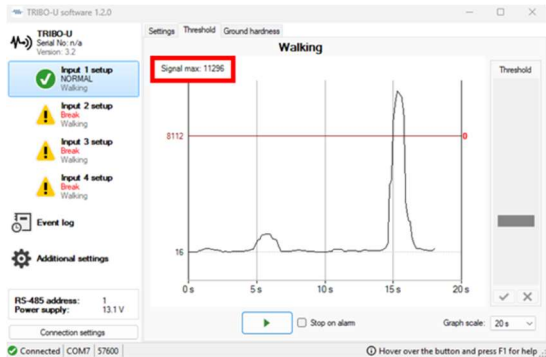 TRIBO-U software 1.2.0
TRIBO-U
Serial No: n/a
Version: 3.2
Input 1 setup
NORMAL
Walking
Input 2 setup
Break
Walking
Input 3 setup
Break
Walking
Input 4 setup
Break
Walking
Event log
Additional settings
RS-485 address: 1
Power supply: 13.1 V
Connection settings
Settings Threshold Ground hardness
Walking
Signal max: 11296
Threshold
8112
0
16
0 s 5 s 10 s 15 s 20 s
Stop on alarm
Graph scale: 20 s
Connected COM7 57600
Hover over the button and press F1 for help